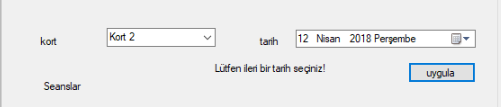 kort Kort 2 tarih 12 Nisan 2018 Perşembe
Lütfen ileri bir tarih seçiniz!
uygula
Seanslar